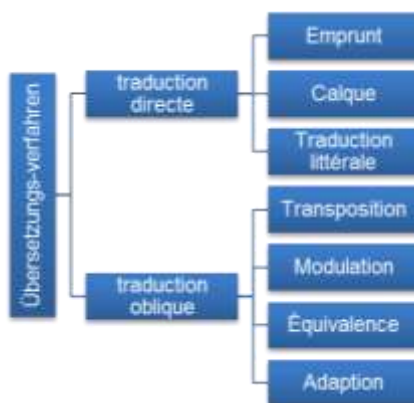 Übersetzungs-verfahren
traduction
directe
Emprunt
Calque
Traduction
littérale
traduction
oblique
Transposition
Modulation
Équivalence
Adaption